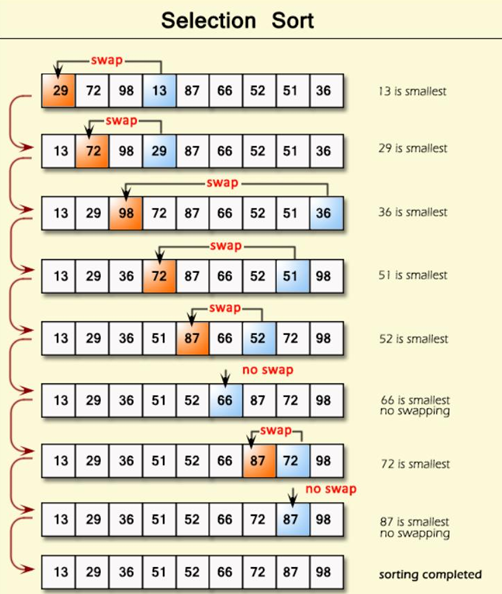 Selection Sort
swap
29 72 98 13 87 66 52 51 36
13 is smallest
swap
13 72 98 29 87 66 52 51 36
29 is smallest
swap
13 29 98 72 87 66 52 51 36
36 is smallest
swap
13 29 36 72 87 66 52 51 98
51 is smallest
swap
13 29 36 51 87 66 52 72 98
52 is smallest
no swap
13 29 36 51 52 66 87 72 98
66 is smallest
no swapping
swap
13 29 36 51 52 66 87 72 98
72 is smallest
no swap
13 29 36 51 52 66 72 87 98
87 is smallest
no swapping
13 29 36 51 52 66 72 87 98
sorting completed